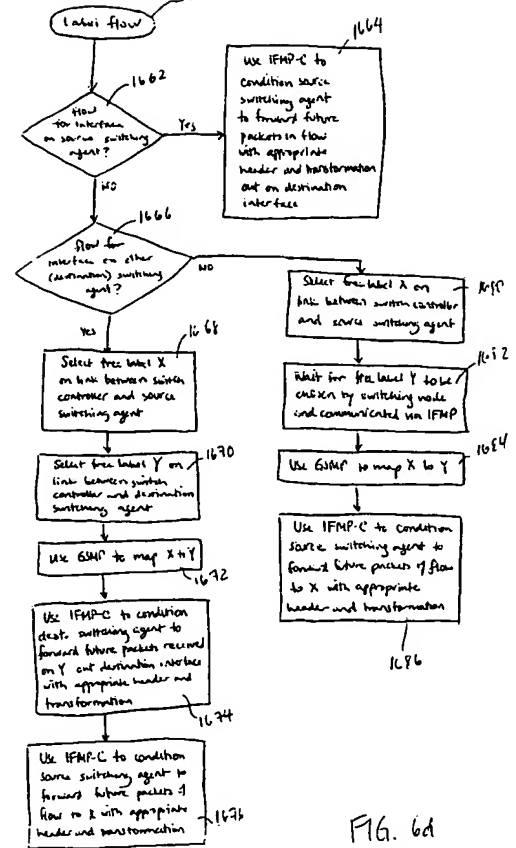 Label flow
1662
Flow
for interface
on source switching
agent?
Yes
NO
1664
Use IFMP-C to
condition source
switching agent
to forward future
packets in flow
with appropriate
header and transformation
out on destination
interface
1666
flow for
interface on other
(destination) switching
agent?
NO
Yes
1668
Select free label X
on link between switch
controller and source
switching agent
1670
Select free label Y on
link between switch
controller and destination
switching agent
Use GSMP to map X to Y
1672
Use IFMP-C to condition
dest. switching agent to
forward future packets received
on Y out destination interface
with appropriate header and
transformation
1674
Use IFMP-C to condition
source switching agent to
forward future packets of
flow to X with appropriate
header and transformation
Select free label X on
link between switch controller
and source switching agent
Wait for free label Y to be
chosen by switching node
and communicated via IFMP
1682
Use GSMP to map X to Y
1684
Use IFMP-C to condition
source switching agent to
forward future packets of flow
to X with appropriate
header and transformation
1686
FIG. 6d